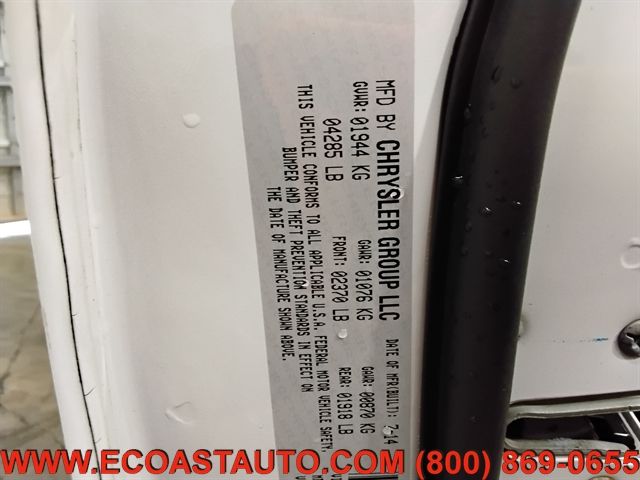 MFD BY CHRYSLER GROUP LLC DATE OF MFR(BUILT): 7-14
GVWR: 01944 KG GAWR: 01076 KG GAWR: 00870 KG
04285 LB FRONT: 02370 LB REAR: 01918 LB
THIS VEHICLE CONFORMS TO ALL APPLICABLE U.S.A. FEDERAL MOTOR VEHICLE SAFETY,
BUMPER AND THEFT PREVENTION STANDARDS IN EFFECT ON
THE DATE OF MANUFACTURE SHOWN ABOVE.
WWW.ECOASTAUTO.COM (800) 869-0655